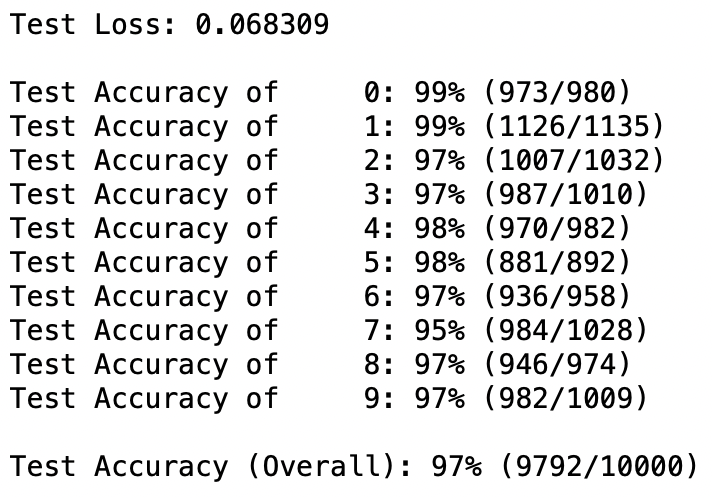 Test Loss: 0.068309
Test Accuracy of     0: 99% (973/980)
Test Accuracy of     1: 99% (1126/1135)
Test Accuracy of     2: 97% (1007/1032)
Test Accuracy of     3: 97% (987/1010)
Test Accuracy of     4: 98% (970/982)
Test Accuracy of     5: 98% (881/892)
Test Accuracy of     6: 97% (936/958)
Test Accuracy of     7: 95% (984/1028)
Test Accuracy of     8: 97% (946/974)
Test Accuracy of     9: 97% (982/1009)
Test Accuracy (Overall): 97% (9792/10000)